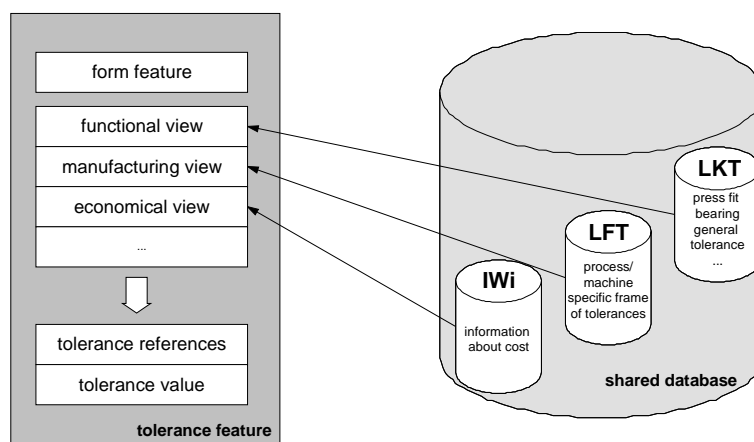 form feature
functional view
manufacturing view
economical view
...
tolerance references
tolerance value
tolerance feature
LKT
press fit
bearing
general
tolerance
...
LFT
process/
machine
specific frame
of tolerances
IWi
information
about cost
shared database